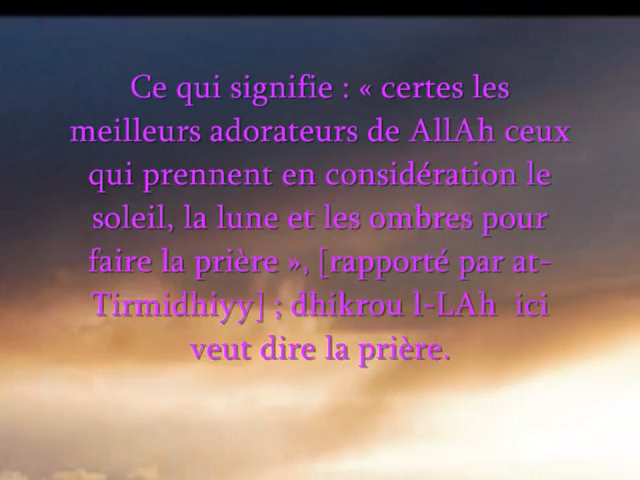 Ce qui signifie : « certes les
meilleurs adorateurs de AllAh ceux
qui prennent en considération le
soleil, la lune et les ombres pour
faire la prière », [rapporté par at-
Tirmidhiyy] ; dhikrou l-LAh  ici
veut dire la prière.